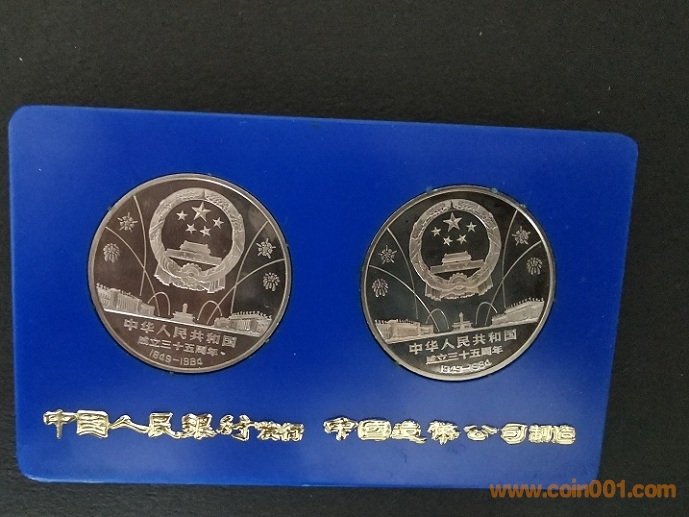 中华人民共和国
成立三十五周年
1949-1984
中华人民共和国
成立三十五周年
1949-1984
中国人民银行发行 中国造币公司制造
www.coin001.com